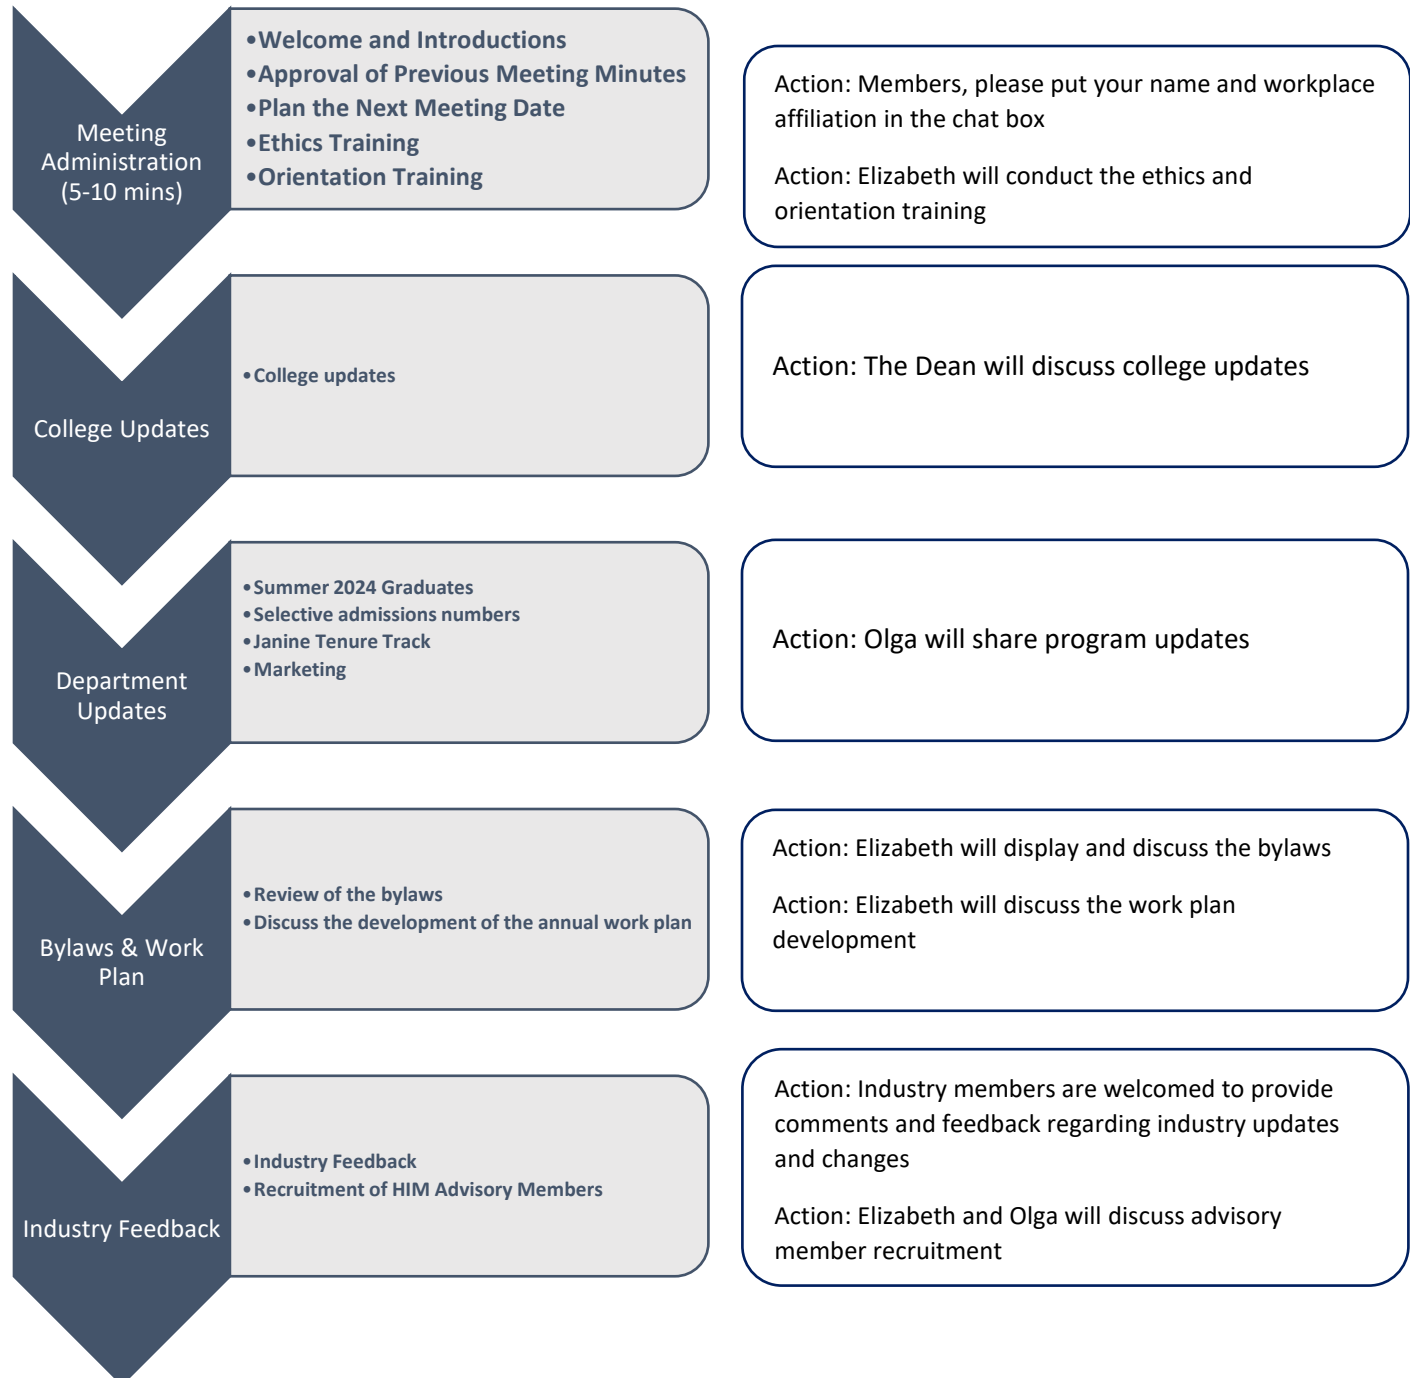 Meeting
Administration
(5-10 mins)
•Welcome and Introductions
•Approval of Previous Meeting Minutes
•Plan the Next Meeting Date
•Ethics Training
•Orientation Training
Action: Members, please put your name and workplace
affiliation in the chat box
Action: Elizabeth will conduct the ethics and
orientation training
College Updates
•College updates
Action: The Dean will discuss college updates
Department
Updates
•Summer 2024 Graduates
•Selective admissions numbers
•Janine Tenure Track
•Marketing
Action: Olga will share program updates
Bylaws & Work
Plan
•Review of the bylaws
•Discuss the development of the annual work plan
Action: Elizabeth will display and discuss the bylaws
Action: Elizabeth will discuss the work plan
development
Industry Feedback
•Industry Feedback
•Recruitment of HIM Advisory Members
Action: Industry members are welcomed to provide
comments and feedback regarding industry updates
and changes
Action: Elizabeth and Olga will discuss advisory
member recruitment